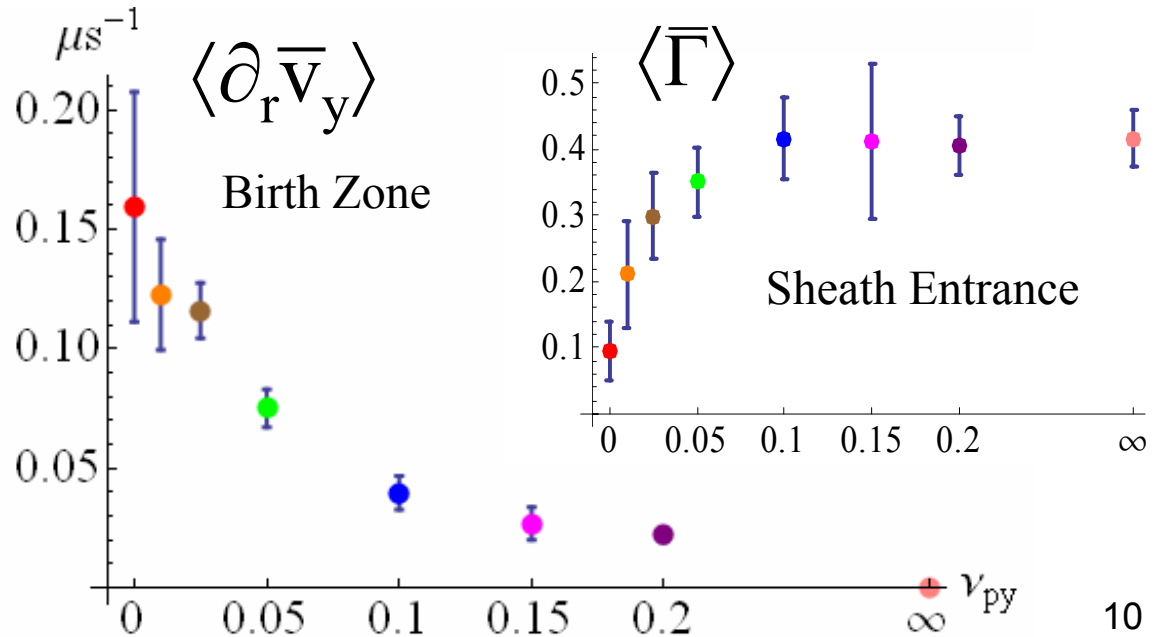 μs⁻¹
⟨∂ᵣ v̄_y⟩
Birth Zone
0.20
0.15
0.10
0.05
0 0.05 0.1 0.15 0.2 ∞ ν_py
⟨Γ̄⟩
Sheath Entrance
0.5
0.4
0.3
0.2
0.1
0 0.05 0.1 0.15 0.2 ∞
10